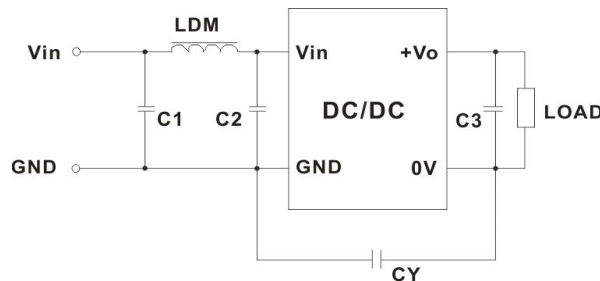 LDM
Vin
Vin
+Vo
C1
C2
DC/DC
C3
LOAD
GND
GND
0V
CY